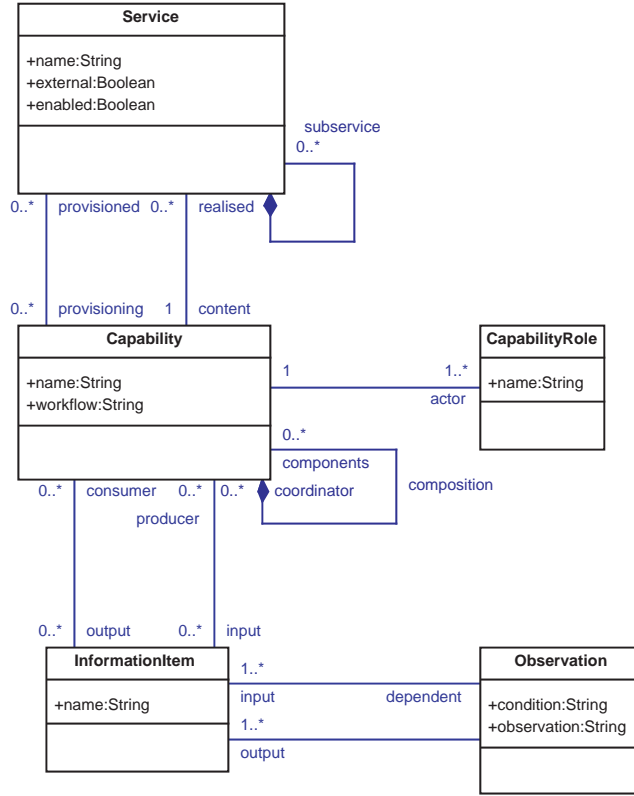 Service
+name:String
+external:Boolean
+enabled:Boolean
subservice
0..*
0..* provisioned 0..* realised
0..* provisioning 1 content
Capability
+name:String
+workflow:String
CapabilityRole
+name:String
1 1..*
actor
0..*
components
composition
0..* consumer 0..* 0..* coordinator
producer
0..* output 0..* input
InformationItem
+name:String
Observation
+condition:String
+observation:String
1..*
input dependent
1..*
output